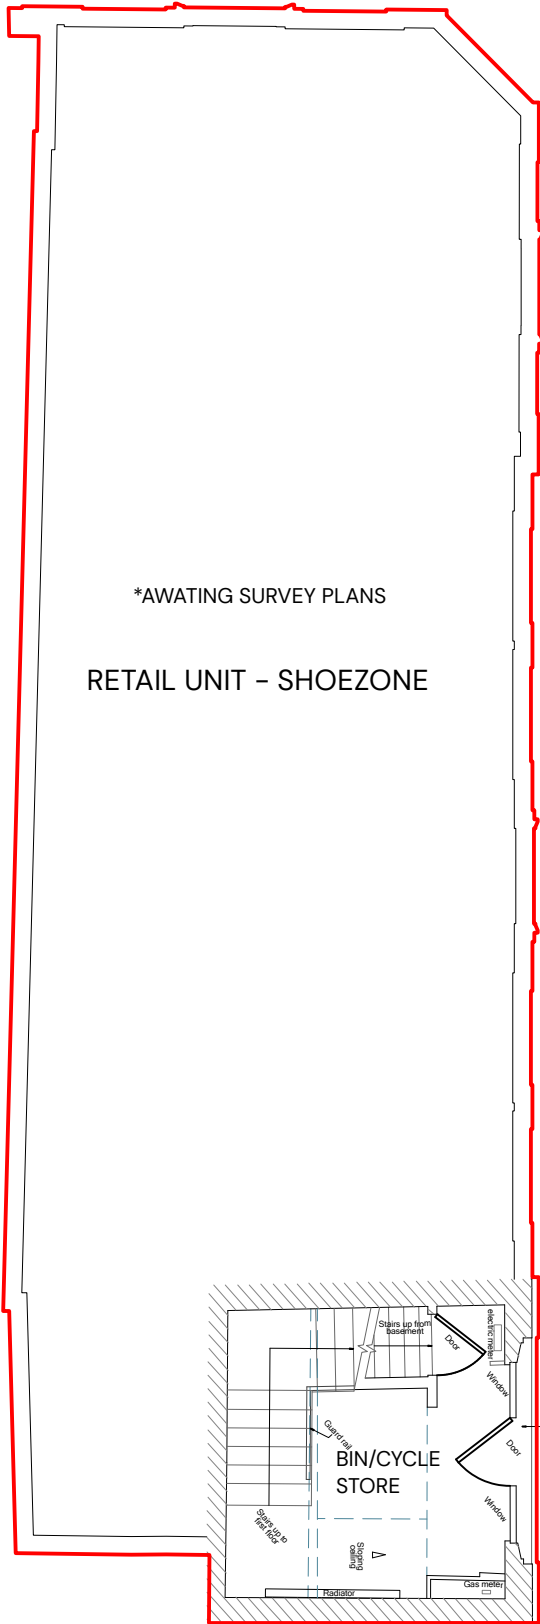 *AWATING SURVEY PLANS
RETAIL UNIT - SHOEZONE
Stairs up from
basement
Door
electric meter
Window
Guard rail
BIN/CYCLE
STORE
Door
Window
Stairs up to
first floor
Sloping
ceiling
Radiator
Gas meter